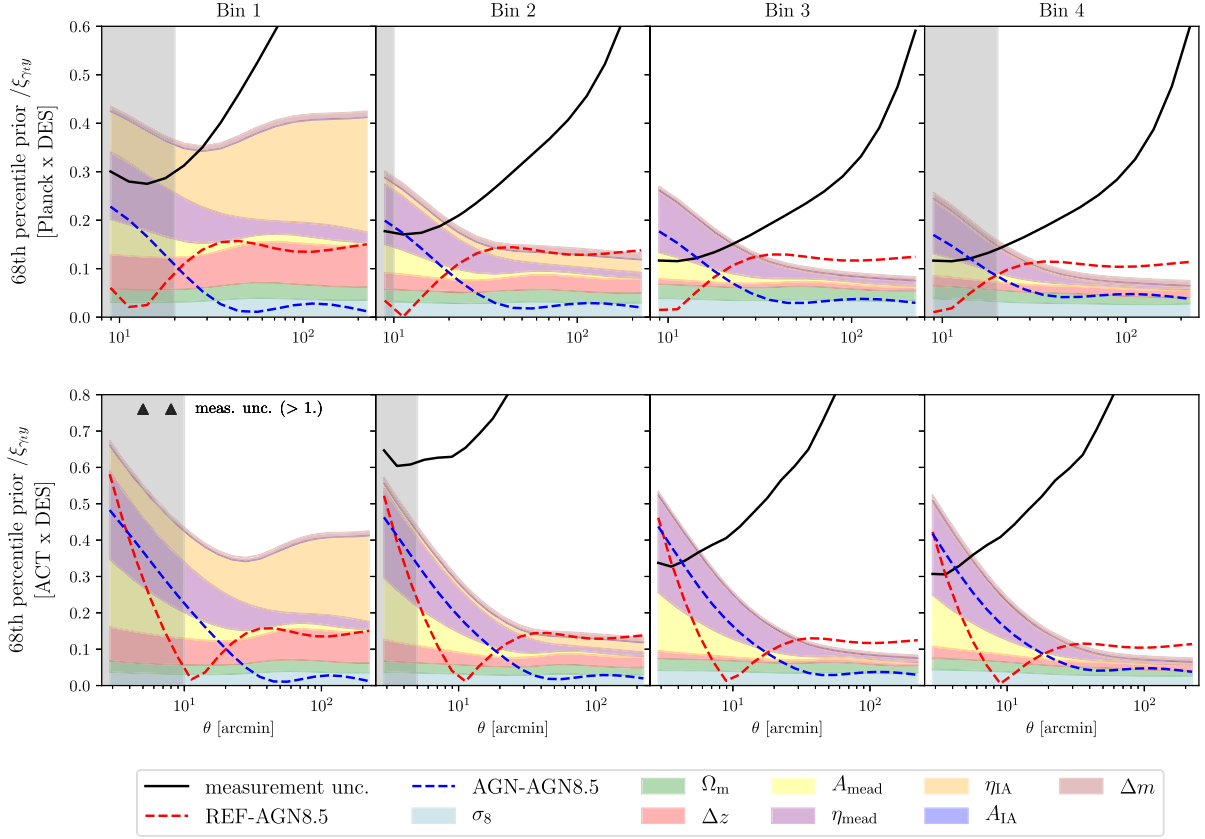 Bin 1 Bin 2 Bin 3 Bin 4
68th percentile prior /ξγty
[Planck x DES]
0.6
0.5
0.4
0.3
0.2
0.1
0.0
10¹ 10² 10¹ 10² 10¹ 10² 10¹ 10²
68th percentile prior /ξγty
[ACT x DES]
▲ ▲ meas. unc. (> 1.)
0.8
0.7
0.6
0.5
0.4
0.3
0.2
0.1
0.0
10¹ 10² 10¹ 10² 10¹ 10² 10¹ 10²
θ [arcmin] θ [arcmin] θ [arcmin] θ [arcmin]
measurement unc. AGN-AGN8.5 Ωm Amead ηIA Δm
REF-AGN8.5 σ8 Δz ηmead AIA